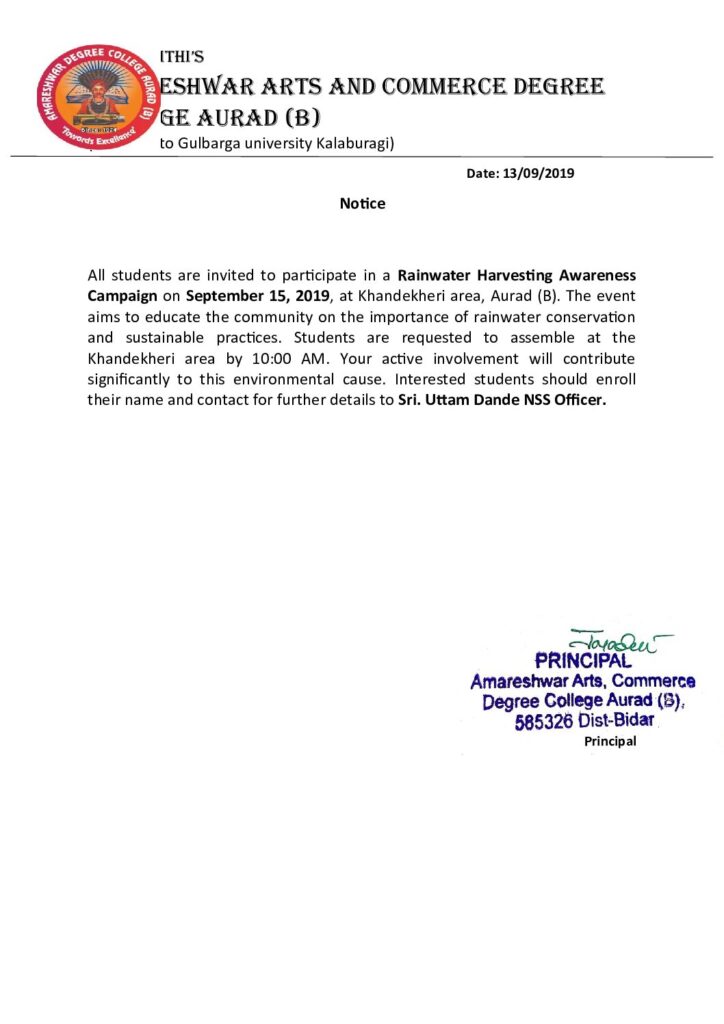 AMARESHWAR DEGREE COLLEGE AURAD (B)
"Towards Excellence"
ITHI'S
ESHWAR ARTS AND COMMERCE DEGREE
GE AURAD (B)
to Gulbarga university Kalaburagi)
Date: 13/09/2019
Notice
All students are invited to participate in a Rainwater Harvesting Awareness
Campaign on September 15, 2019, at Khandekheri area, Aurad (B). The event
aims to educate the community on the importance of rainwater conservation
and sustainable practices. Students are requested to assemble at the
Khandekheri area by 10:00 AM. Your active involvement will contribute
significantly to this environmental cause. Interested students should enroll
their name and contact for further details to Sri. Uttam Dande NSS Officer.
PRINCIPAL
Amareshwar Arts, Commerce
Degree College Aurad (B),
585326 Dist-Bidar
Principal